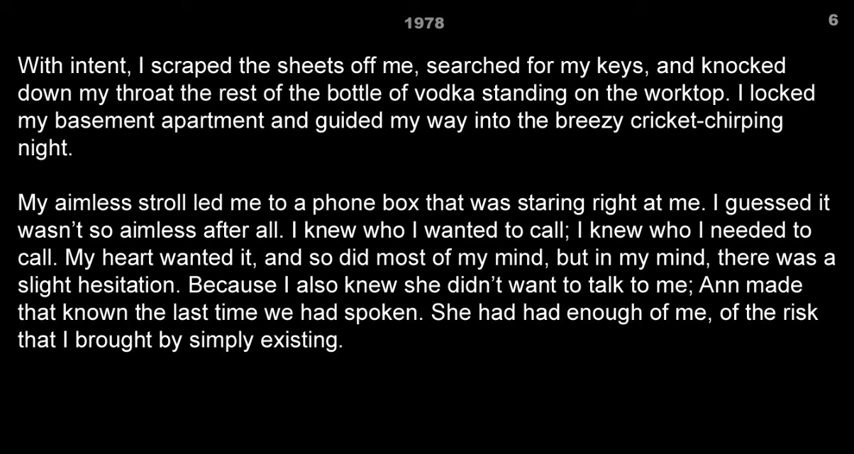 1978
6
With intent, I scraped the sheets off me, searched for my keys, and knocked
down my throat the rest of the bottle of vodka standing on the worktop. I locked
my basement apartment and guided my way into the breezy cricket-chirping
night.
My aimless stroll led me to a phone box that was staring right at me. I guessed it
wasn’t so aimless after all. I knew who I wanted to call; I knew who I needed to
call. My heart wanted it, and so did most of my mind, but in my mind, there was a
slight hesitation. Because I also knew she didn’t want to talk to me; Ann made
that known the last time we had spoken. She had had enough of me, of the risk
that I brought by simply existing.